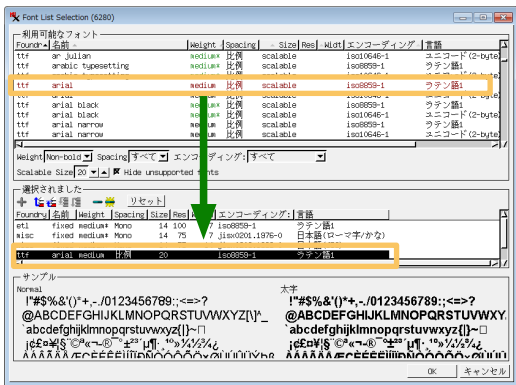 Font List Selection (6280)
利用可能なフォント
Foundry 名前 Weight Spacing Size Res Widt エンコーディング 言語
ttf ar julian medium* 比例 scalable iso10646-1 ユニコード(2-byte)
ttf arabic typesetting medium* 比例 scalable iso8859-1 ラテン語1
ttf arial medium 比例 scalable iso8859-1 ラテン語1
ttf arial black medium* 比例 scalable iso8859-1 ラテン語1
ttf arial black medium* 比例 scalable iso10646-1 ユニコード(2-byte)
ttf arial narrow medium 比例 scalable iso8859-1 ラテン語1
ttf arial narrow medium 比例 scalable iso10646-1 ユニコード(2-byte)
Weight Non-bold Spacing すべて エンコーディング: すべて
Scalable Size 20 Hide unsupported fonts
選択されました
リセット
Foundry 名前 Weight Spacing Size Res Widt エンコーディング: 言語
etl fixed medium* Mono 14 100 7 iso8859-1 ラテン語1
misc fixed medium* Mono 14 75 7 jisx0201.1976-0 日本語(ローマ字/かな)
ttf arial medium 比例 20 iso8859-1 ラテン語1
サンプル
Normal 太字
!"#$%&'()*+,-./0123456789:;<=>? !"#$%&'()*+,-./0123456789:;<=>?
@ABCDEFGHIJKLMNOPQRSTUVWXYZ[\]^_ @ABCDEFGHIJKLMNOPQRSTUVWXY
`abcdefghijklmnopqrstuvwxyz{|}~□ `abcdefghijklmnopqrstuvwxyz{|}~
OK キャンセル